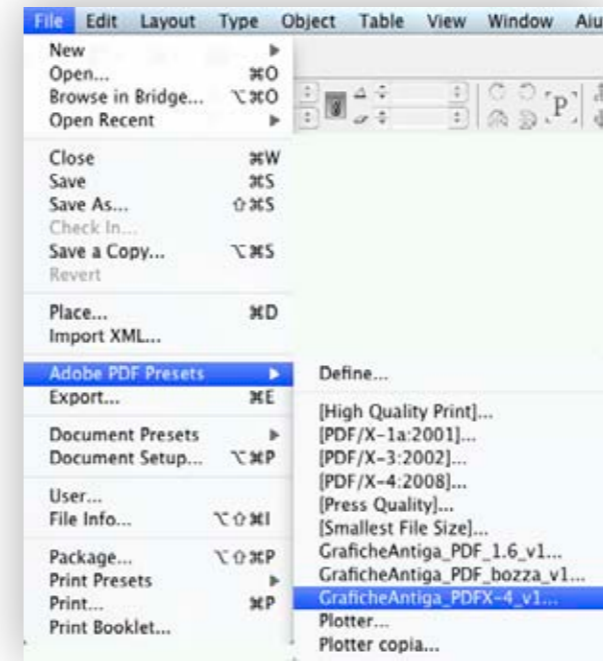 File Edit Layout Type Object Table View Window Aiu
New
Open... ⌘O
Browse in Bridge... ⌥⌘O
Open Recent
Close ⌘W
Save ⌘S
Save As... ⇧⌘S
Check In...
Save a Copy... ⌥⌘S
Revert
Place... ⌘D
Import XML...
Adobe PDF Presets
Export... ⌘E
Document Presets
Document Setup... ⌥⌘P
User...
File Info... ⌥⇧⌘I
Package... ⌥⇧⌘P
Print Presets
Print... ⌘P
Print Booklet...
P
Define...
[High Quality Print]...
[PDF/X-1a:2001]...
[PDF/X-3:2002]...
[PDF/X-4:2008]...
[Press Quality]...
[Smallest File Size]...
GraficheAntiga_PDF_1.6_v1...
GraficheAntiga_PDF_bozza_v1...
GraficheAntiga_PDFX-4_v1...
Plotter...
Plotter copia...